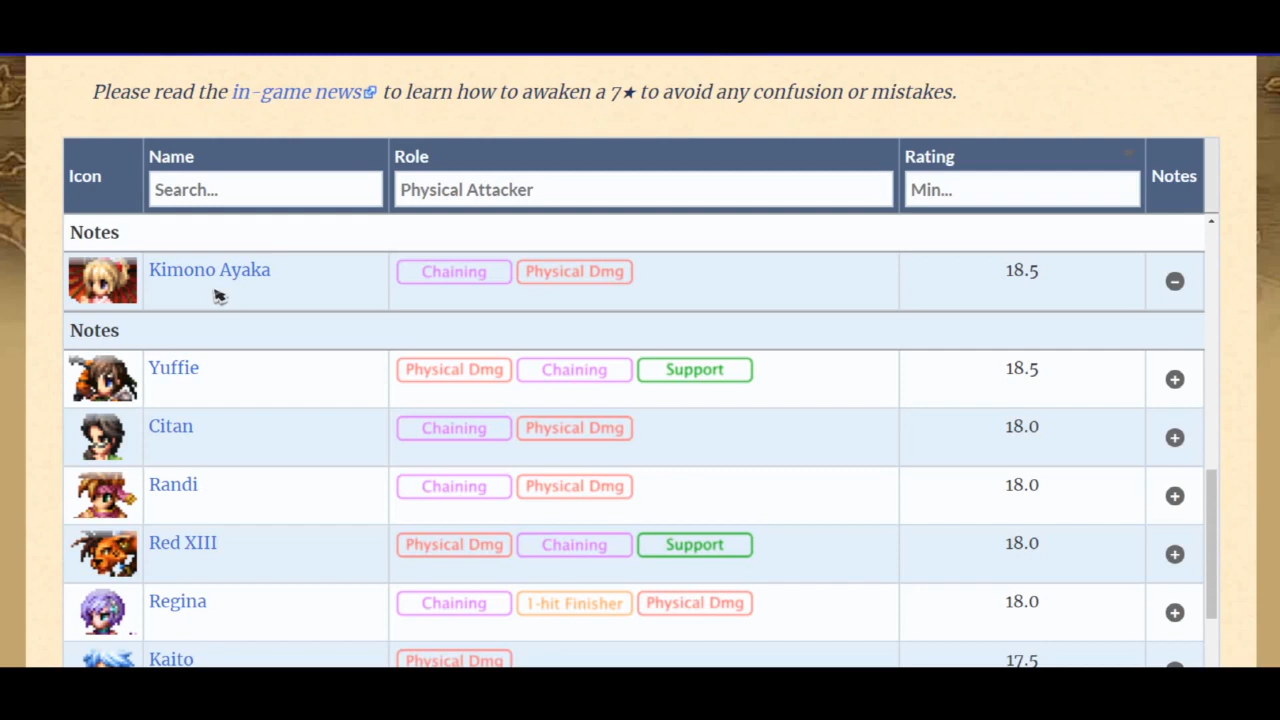 Please read the in-game news to learn how to awaken a 7★ to avoid any confusion or mistakes.
Icon Name Role Rating Notes
Search... Physical Attacker Min...
Notes
Kimono Ayaka Chaining Physical Dmg 18.5
Notes
Yuffie Physical Dmg Chaining Support 18.5
Citan Chaining Physical Dmg 18.0
Randi Chaining Physical Dmg 18.0
Red XIII Physical Dmg Chaining Support 18.0
Regina Chaining 1-hit Finisher Physical Dmg 18.0
Kaito Physical Dmg 17.5